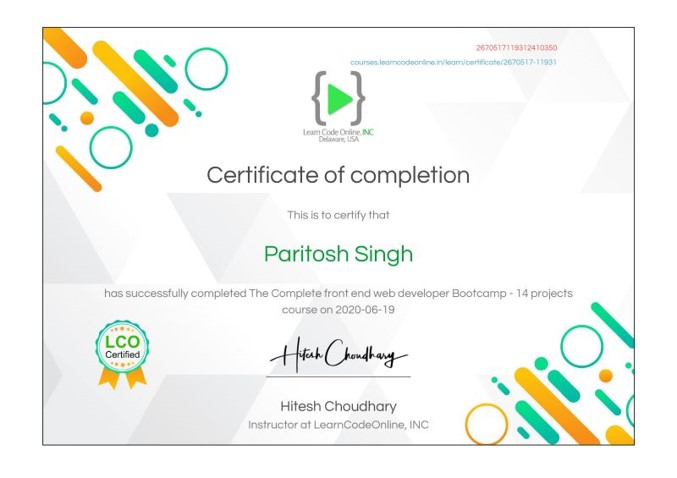 2670517119312410350
courses.learncodeonline.in/learn/certificate/2670517-11931
Learn Code Online, INC
Delaware, USA
Certificate of completion
This is to certify that
Paritosh Singh
has successfully completed The Complete front end web developer Bootcamp - 14 projects
course on 2020-06-19
LCO
Certified
Hitesh Choudhary
Hitesh Choudhary
Instructor at LearnCodeOnline, INC